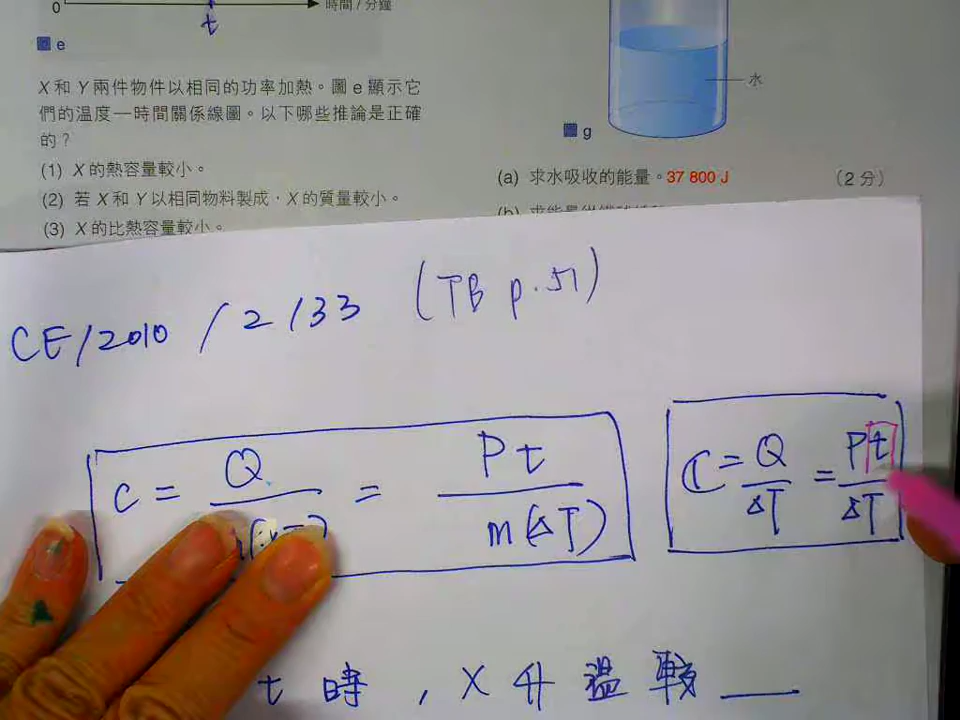 0 時間 / 分鐘
t
e
X 和 Y 兩件物件以相同的功率加熱。圖 e 顯示它
們的溫度—時間關係線圖。以下哪些推論是正確
的？
(1) X 的熱容量較小。
(2) 若 X 和 Y 以相同物料製成，X 的質量較小。
(3) X 的比熱容量較小。
水
g
(a) 求水吸收的能量。37 800 J （2 分）
CE/2010 / 2 /33 (TB p.51)
c = Q = Pt / m(ΔT)
C = Q / ΔT = Pt / ΔT
t 時，X 升溫較 ___